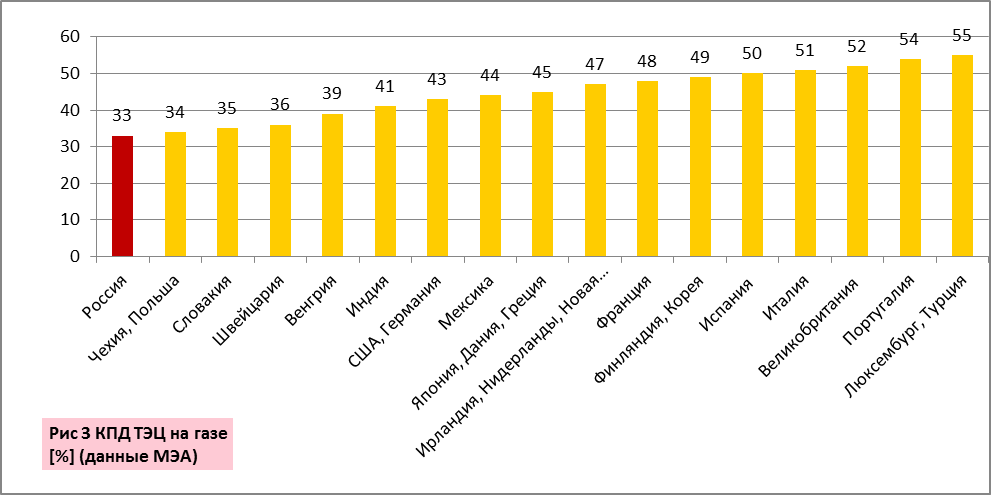 60
50
40
30
20
10
0
33
34
35
36
39
41
43
44
45
47
48
49
50
51
52
54
55
Россия
Чехия, Польша
Словакия
Швейцария
Венгрия
Индия
США, Германия
Мексика
Япония, Дания, Греция
Ирландия, Нидерланды, Новая...
Франция
Финляндия, Корея
Испания
Италия
Великобритания
Португалия
Люксембург, Турция
Рис 3 КПД ТЭЦ на газе
[%] (данные МЭА)